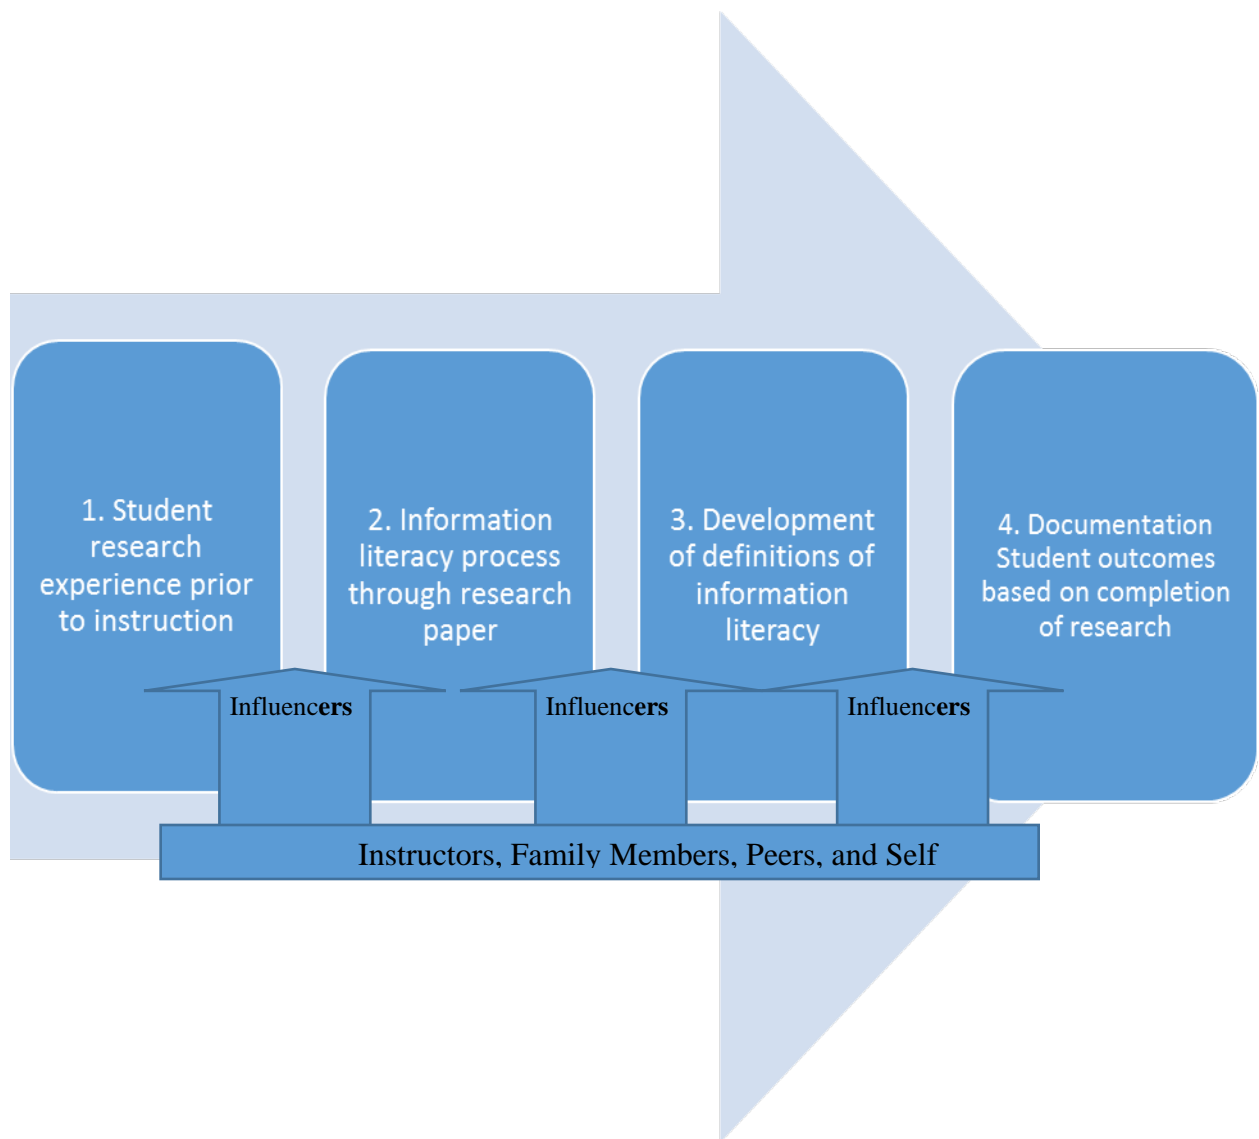 1. Student
research
experience prior
to instruction
2. Information
literacy process
through research
paper
3. Development
of definitions of
information
literacy
4. Documentation
Student outcomes
based on completion
of research
Influencers
Influencers
Influencers
Instructors, Family Members, Peers, and Self